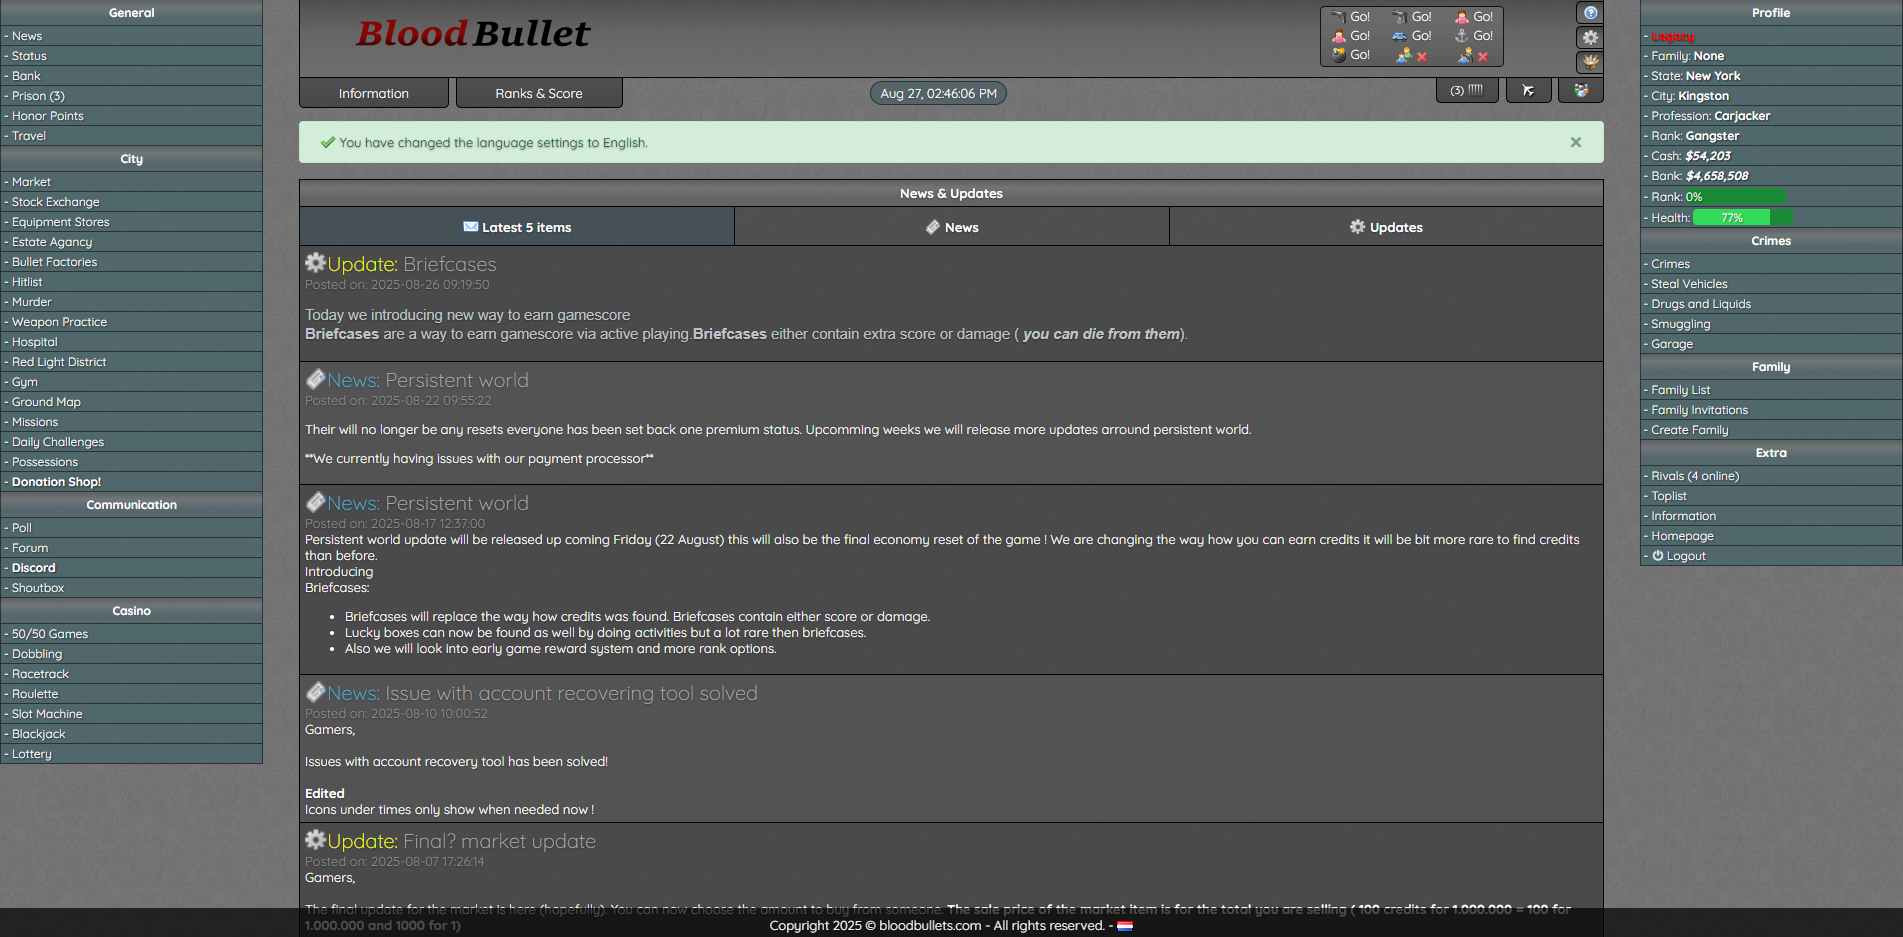 General
- News
- Status
- Bank
- Prison (3)
- Honor Points
- Travel
City
- Market
- Stock Exchange
- Equipment Stores
- Estate Agancy
- Bullet Factories
- Hitlist
- Murder
- Weapon Practice
- Hospital
- Red Light District
- Gym
- Ground Map
- Missions
- Daily Challenges
- Possessions
- Donation Shop!
Communication
- Poll
- Forum
- Discord
- Shoutbox
Casino
- 50/50 Games
- Dobbling
- Racetrack
- Roulette
- Slot Machine
- Blackjack
- Lottery
Blood Bullet
Go! Go! Go!
Go! Go! Go!
Go!
Information
Ranks & Score
Aug 27, 02:46:06 PM
(3)
You have changed the language settings to English.
×
News & Updates
Latest 5 items
News
Updates
Update: Briefcases
Posted on: 2025-08-26 09:19:50
Today we introducing new way to earn gamescore
Briefcases are a way to earn gamescore via active playing.Briefcases either contain extra score or damage ( you can die from them).
News: Persistent world
Posted on: 2025-08-22 09:55:22
Their will no longer be any resets everyone has been set back one premium status. Upcomming weeks we will release more updates arround persistent world.
**We currently having issues with our payment processor**
News: Persistent world
Posted on: 2025-08-17 12:37:00
Persistent world update will be released up coming Friday (22 August) this will also be the final economy reset of the game ! We are changing the way how you can earn credits it will be bit more rare to find credits
than before.
Introducing
Briefcases:
• Briefcases will replace the way how credits was found. Briefcases contain either score or damage.
• Lucky boxes can now be found as well by doing activities but a lot rare then briefcases.
• Also we will look into early game reward system and more rank options.
News: Issue with account recovering tool solved
Posted on: 2025-08-10 10:00:52
Gamers,
Issues with account recovery tool has been solved!
Edited
Icons under times only show when needed now !
Update: Final? market update
Posted on: 2025-08-07 17:26:14
Gamers,
The final update for the market is here (hopefully). You can now choose the amount to buy from someone. The sale price of the market item is for the total you are selling ( 100 credits for 1.000.000 = 100 for
1.000.000 and 1000 for 1)
Copyright 2025 © bloodbullets.com - All rights reserved. -
Profile
- Legacy
- Family: None
- State: New York
- City: Kingston
- Profession: Carjacker
- Rank: Gangster
- Cash: $54,203
- Bank: $4,658,508
- Rank: 0%
- Health: 77%
Crimes
- Crimes
- Steal Vehicles
- Drugs and Liquids
- Smuggling
- Garage
Family
- Family List
- Family Invitations
- Create Family
Extra
- Rivals (4 online)
- Toplist
- Information
- Homepage
- Logout